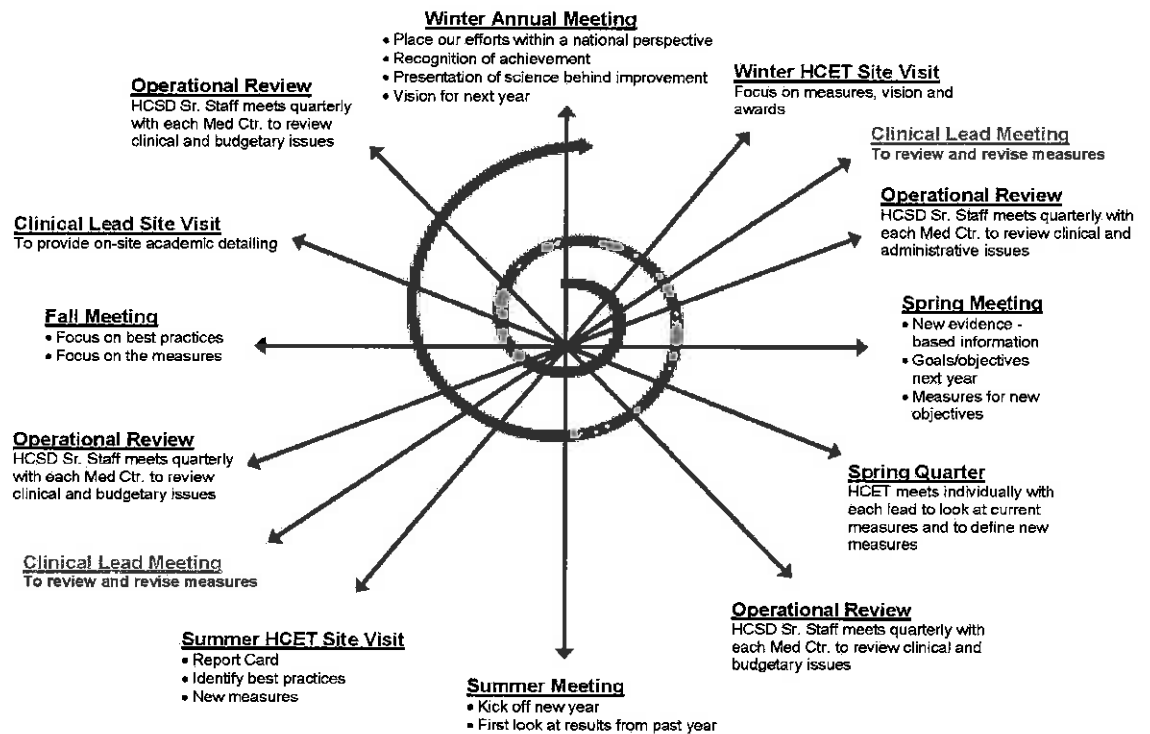 Winter Annual Meeting
• Place our efforts within a national perspective
• Recognition of achievement
• Presentation of science behind improvement
• Vision for next year
Winter HCET Site Visit
Focus on measures, vision and
awards
Clinical Lead Meeting
To review and revise measures
Operational Review
HCSD Sr. Staff meets quarterly with
each Med Ctr. to review clinical and
administrative issues
Spring Meeting
• New evidence -
based information
• Goals/objectives
next year
• Measures for new
objectives
Spring Quarter
HCET meets individually with
each lead to look at current
measures and to define new
measures
Operational Review
HCSD Sr. Staff meets quarterly with
each Med Ctr. to review clinical and
budgetary issues
Summer Meeting
• Kick off new year
• First look at results from past year
Summer HCET Site Visit
• Report Card
• Identify best practices
• New measures
Clinical Lead Meeting
To review and revise measures
Operational Review
HCSD Sr. Staff meets quarterly
with each Med Ctr. to review
clinical and budgetary issues
Fall Meeting
• Focus on best practices
• Focus on the measures
Clinical Lead Site Visit
To provide on-site academic detailing
Operational Review
HCSD Sr. Staff meets quarterly
with each Med Ctr. to review
clinical and budgetary issues